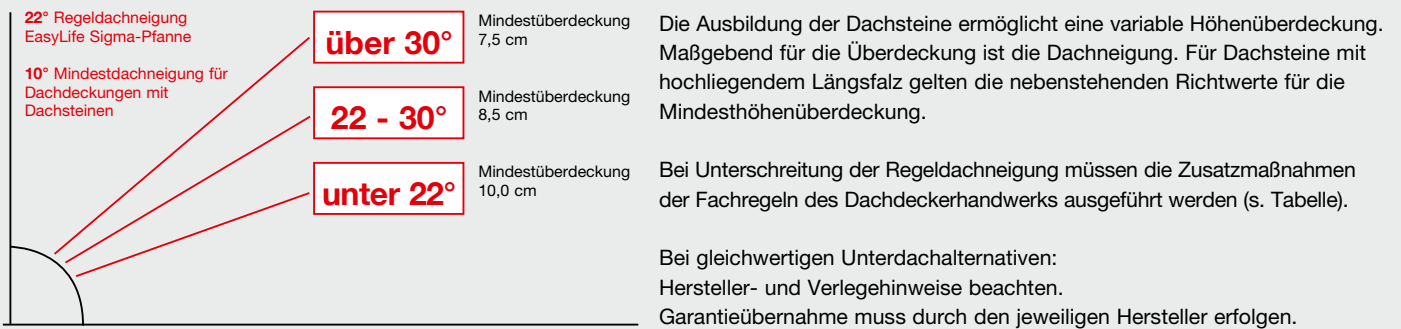 22° Regeldachneigung
EasyLife Sigma-Pfanne
10° Mindestdachneigung für
Dachdeckungen mit
Dachsteinen
über 30°
Mindestüberdeckung
7,5 cm
22 - 30°
Mindestüberdeckung
8,5 cm
unter 22°
Mindestüberdeckung
10,0 cm
Die Ausbildung der Dachsteine ermöglicht eine variable Höhenüberdeckung.
Maßgebend für die Überdeckung ist die Dachneigung. Für Dachsteine mit
hochliegendem Längsfalz gelten die nebenstehenden Richtwerte für die
Mindesthöhenüberdeckung.
Bei Unterschreitung der Regeldachneigung müssen die Zusatzmaßnahmen
der Fachregeln des Dachdeckerhandwerks ausgeführt werden (s. Tabelle).
Bei gleichwertigen Unterdachalternativen:
Hersteller- und Verlegehinweise beachten.
Garantieübernahme muss durch den jeweiligen Hersteller erfolgen.